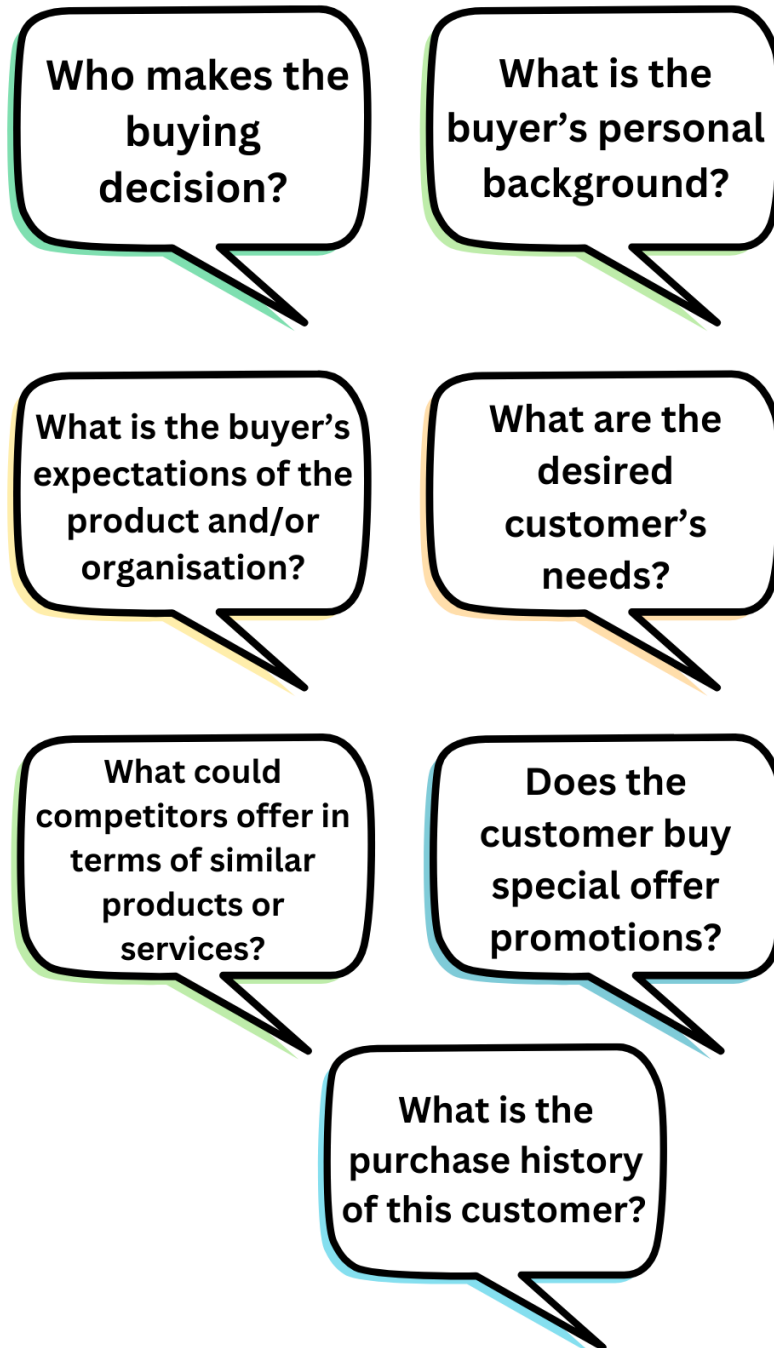 Who makes the
buying
decision?
What is the
buyer’s personal
background?
What is the buyer’s
expectations of the
product and/or
organisation?
What are the
desired
customer’s
needs?
What could
competitors offer in
terms of similar
products or
services?
Does the
customer buy
special offer
promotions?
What is the
purchase history
of this customer?